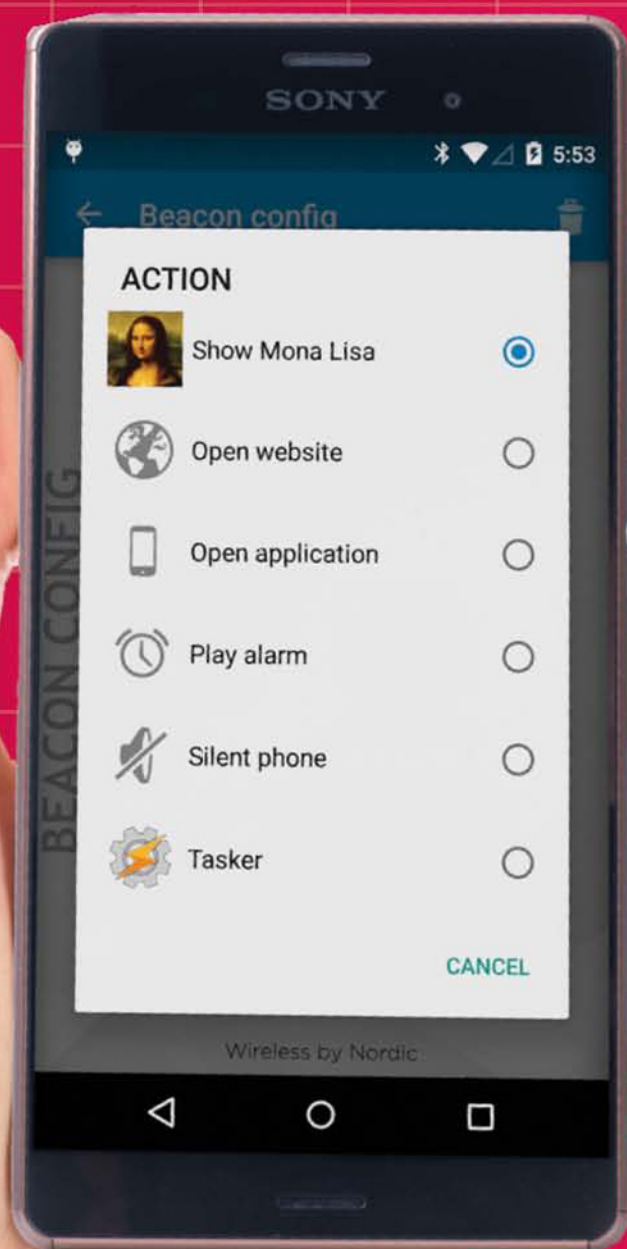 SONY
5:53
Beacon config
ACTION
Show Mona Lisa
Open website
Open application
Play alarm
Silent phone
Tasker
CANCEL
BEACON CONFIG
Wireless by Nordic